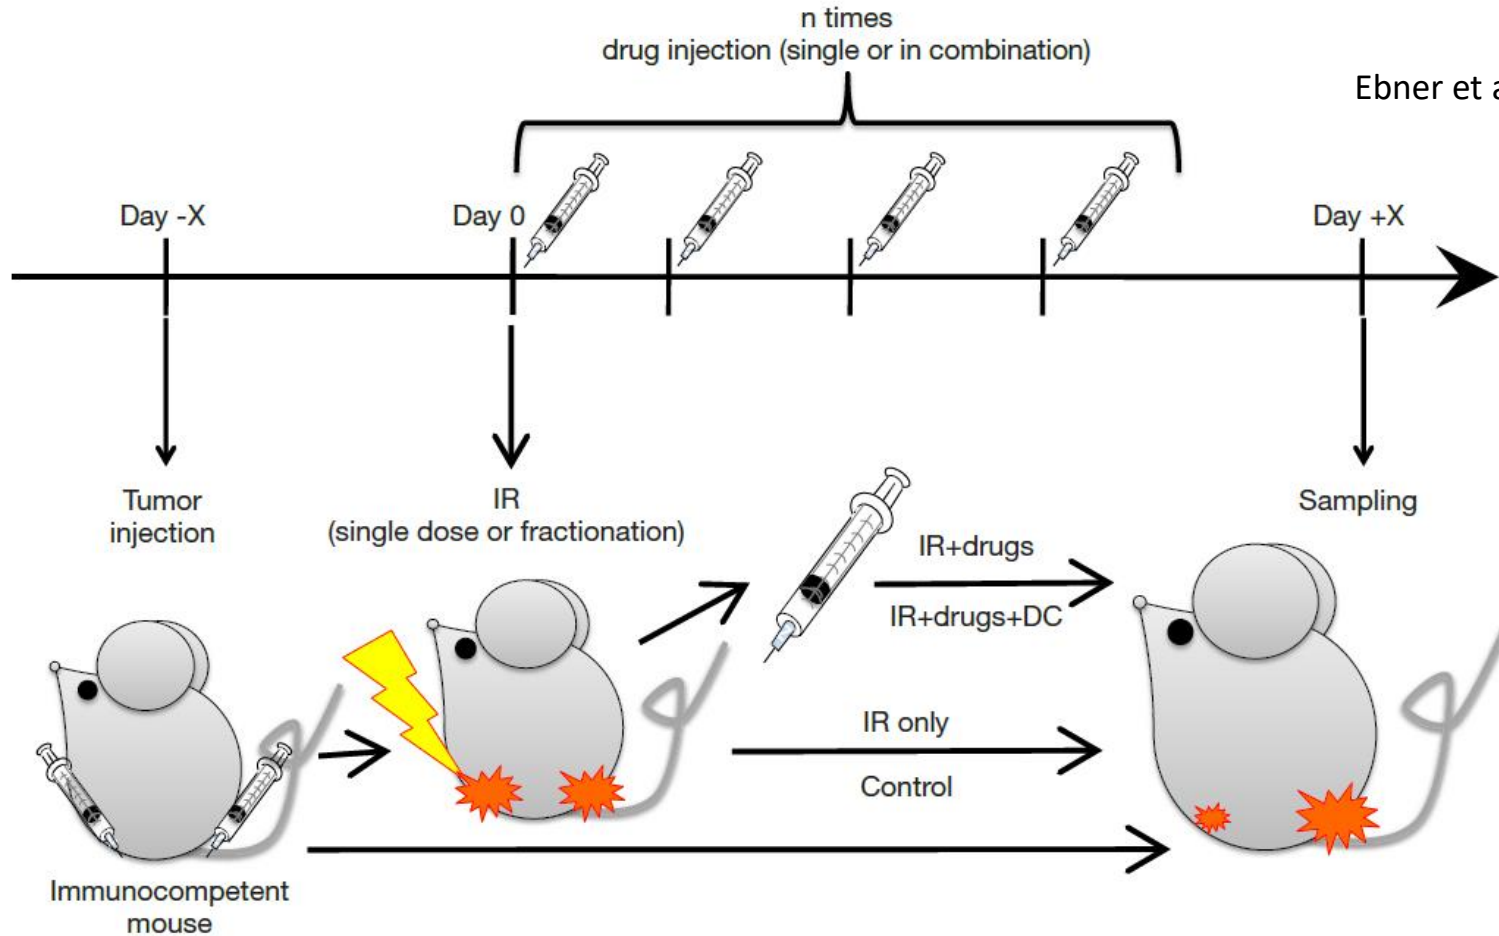 n times
drug injection (single or in combination)
Ebner et a
Day -X
Day 0
Day +X
Tumor
injection
IR
(single dose or fractionation)
Sampling
IR+drugs
IR+drugs+DC
IR only
Control
Immunocompetent
mouse